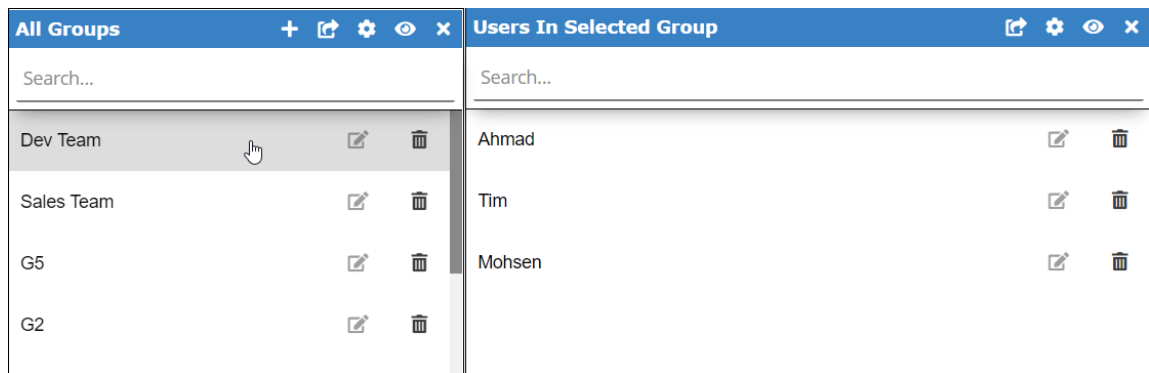 All Groups
Search...
Dev Team
Sales Team
G5
G2
Users In Selected Group
Search...
Ahmad
Tim
Mohsen